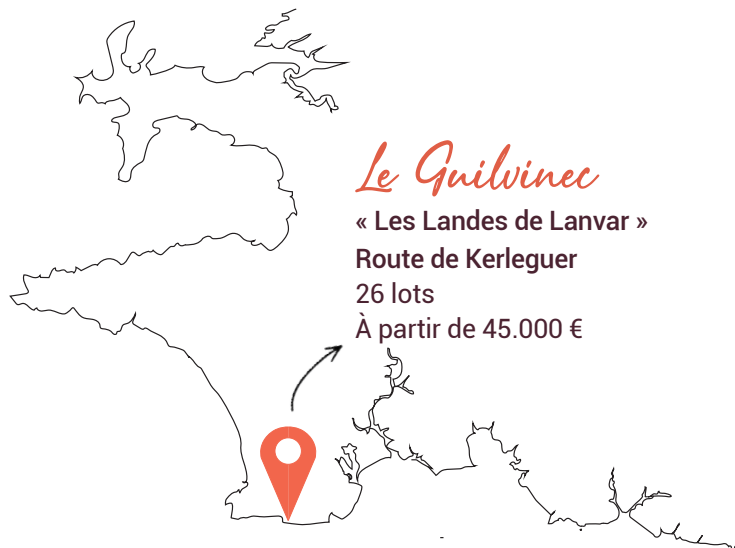 Le Guilvinec
« Les Landes de Lanvar »
Route de Kerleguer
26 lots
À partir de 45.000 €